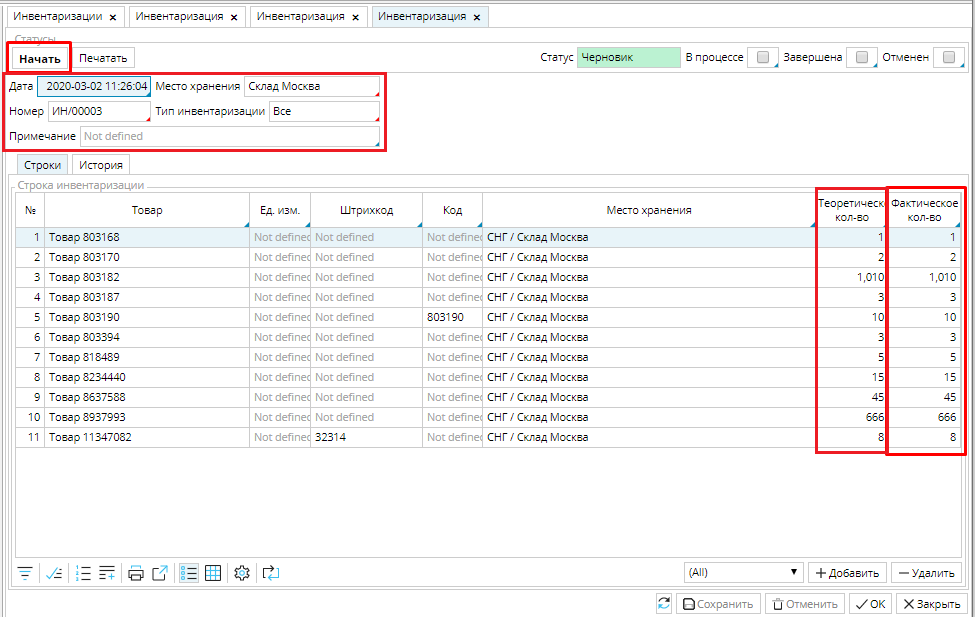 Инвентаризации × Инвентаризация × Инвентаризация × Инвентаризация ×
Статусы
Начать Печатать Статус Черновик В процессе Завершена Отменен
Дата 2020-03-02 11:26:04 Место хранения Склад Москва
Номер ИН/00003 Тип инвентаризации Все
Примечание Not defined
Строки История
Строка инвентаризации
№ Товар Ед. изм. Штрихкод Код Место хранения Теоретическ кол-во Фактическое кол-во
1 Товар 803168 Not defined Not defined Not defined СНГ / Склад Москва 1 1
2 Товар 803170 Not defined Not defined Not defined СНГ / Склад Москва 2 2
3 Товар 803182 Not defined Not defined Not defined СНГ / Склад Москва 1,010 1,010
4 Товар 803187 Not defined Not defined Not defined СНГ / Склад Москва 3 3
5 Товар 803190 Not defined Not defined 803190 СНГ / Склад Москва 10 10
6 Товар 803394 Not defined Not defined Not defined СНГ / Склад Москва 3 3
7 Товар 818489 Not defined Not defined Not defined СНГ / Склад Москва 5 5
8 Товар 8234440 Not defined Not defined Not defined СНГ / Склад Москва 15 15
9 Товар 8637588 Not defined Not defined Not defined СНГ / Склад Москва 45 45
10 Товар 8937993 Not defined Not defined Not defined СНГ / Склад Москва 666 666
11 Товар 11347082 Not defined 32314 Not defined СНГ / Склад Москва 8 8
(All) Добавить Удалить
Сохранить Отменить OK Закрыть